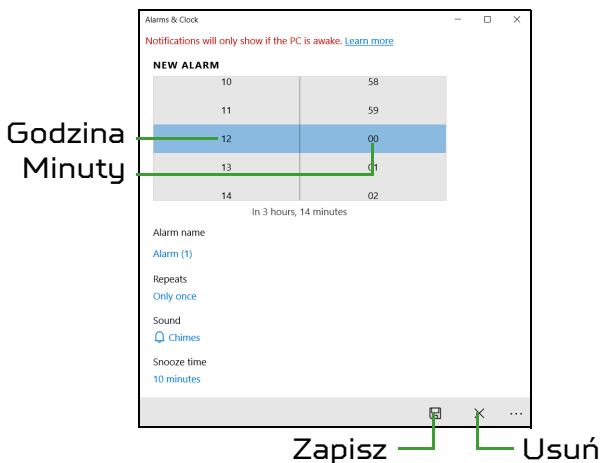 Alarms & Clock
Notifications will only show if the PC is awake. Learn more
NEW ALARM
10 58
11 59
Godzina 12 00
Minuty 13 01
14 02
In 3 hours, 14 minutes
Alarm name
Alarm (1)
Repeats
Only once
Sound
Chimes
Snooze time
10 minutes
Zapisz Usuń